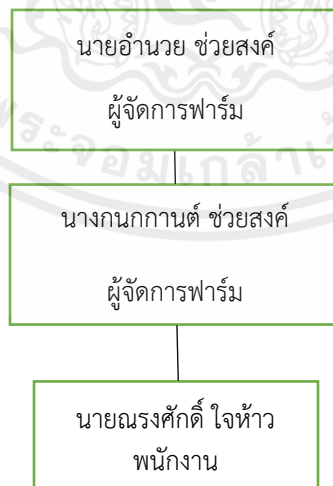 นายอำนวย ช่วยสงค์
ผู้จัดการฟาร์ม
นางกนกกานต์ ช่วยสงค์
ผู้จัดการฟาร์ม
นายณรงศักดิ์ ใจห้าว
พนักงาน